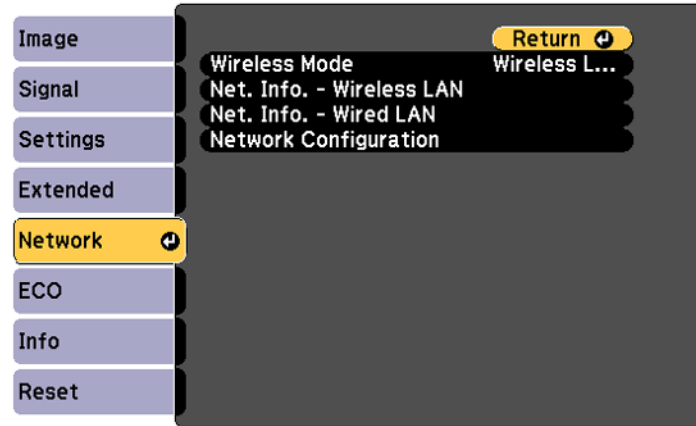 Image
Signal
Settings
Extended
Network
ECO
Info
Reset
Return
Wireless Mode Wireless L...
Net. Info. - Wireless LAN
Net. Info. - Wired LAN
Network Configuration